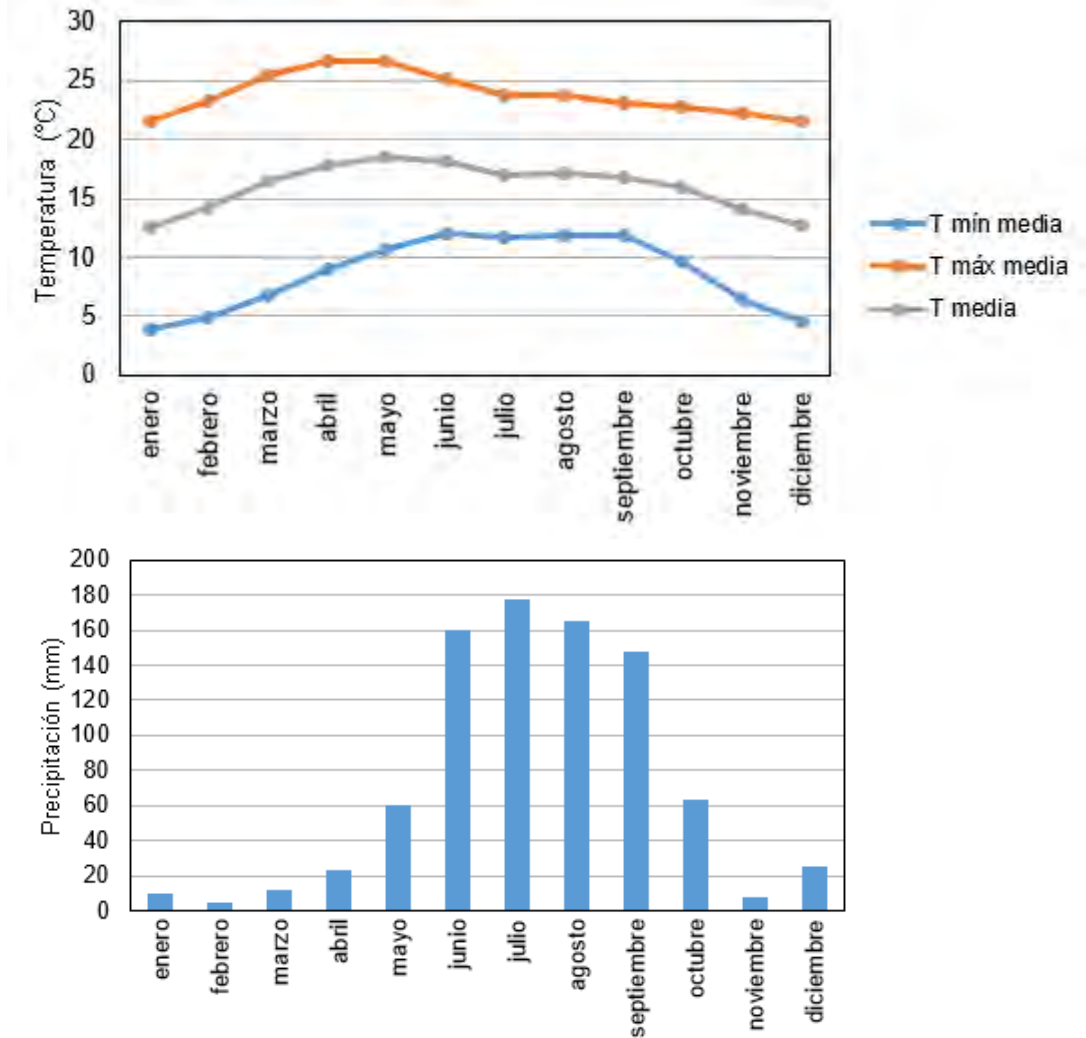 30
25
20
15
10
5
0
Temperatura (°C)
enero
febrero
marzo
abril
mayo
junio
julio
agosto
septiembre
octubre
noviembre
diciembre
T mín media
T máx media
T media
200
180
160
140
120
100
80
60
40
20
0
Precipitación (mm)
enero
febrero
marzo
abril
mayo
junio
julio
agosto
septiembre
octubre
noviembre
diciembre